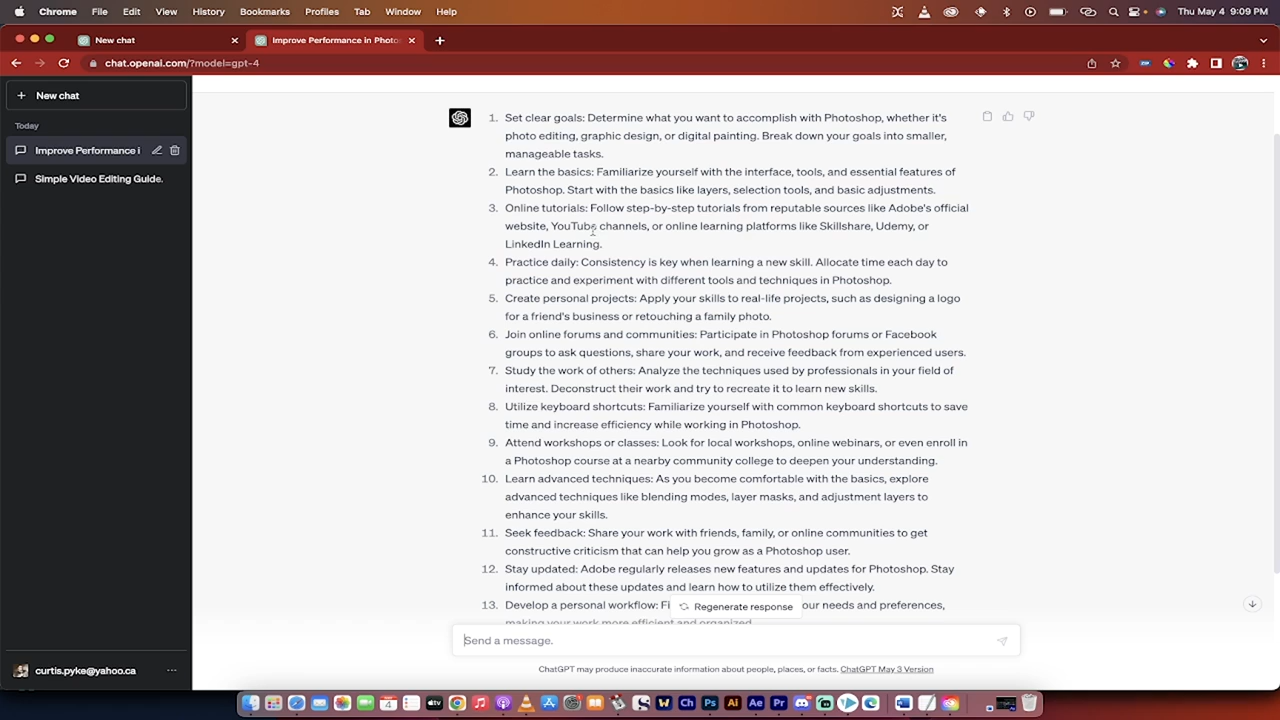 Chrome File Edit View History Bookmarks Profiles Tab Window Help Thu May 4 9:09 PM
New chat Improve Performance in Photo
chat.openai.com/?model=gpt-4
New chat
Today
Improve Performance i
Simple Video Editing Guide.
1. Set clear goals: Determine what you want to accomplish with Photoshop, whether it's
photo editing, graphic design, or digital painting. Break down your goals into smaller,
manageable tasks.
2. Learn the basics: Familiarize yourself with the interface, tools, and essential features of
Photoshop. Start with the basics like layers, selection tools, and basic adjustments.
3. Online tutorials: Follow step-by-step tutorials from reputable sources like Adobe's official
website, YouTube channels, or online learning platforms like Skillshare, Udemy, or
LinkedIn Learning.
4. Practice daily: Consistency is key when learning a new skill. Allocate time each day to
practice and experiment with different tools and techniques in Photoshop.
5. Create personal projects: Apply your skills to real-life projects, such as designing a logo
for a friend's business or retouching a family photo.
6. Join online forums and communities: Participate in Photoshop forums or Facebook
groups to ask questions, share your work, and receive feedback from experienced users.
7. Study the work of others: Analyze the techniques used by professionals in your field of
interest. Deconstruct their work and try to recreate it to learn new skills.
8. Utilize keyboard shortcuts: Familiarize yourself with common keyboard shortcuts to save
time and increase efficiency while working in Photoshop.
9. Attend workshops or classes: Look for local workshops, online webinars, or even enroll in
a Photoshop course at a nearby community college to deepen your understanding.
10. Learn advanced techniques: As you become comfortable with the basics, explore
advanced techniques like blending modes, layer masks, and adjustment layers to
enhance your skills.
11. Seek feedback: Share your work with friends, family, or online communities to get
constructive criticism that can help you grow as a Photoshop user.
12. Stay updated: Adobe regularly releases new features and updates for Photoshop. Stay
informed about these updates and learn how to utilize them effectively.
13. Develop a personal workflow: Fi Regenerate response our needs and preferences,
making your work more efficient and organized.
Send a message.
ChatGPT may produce inaccurate information about people, places, or facts. ChatGPT May 3 Version
curtis.pyke@yahoo.ca